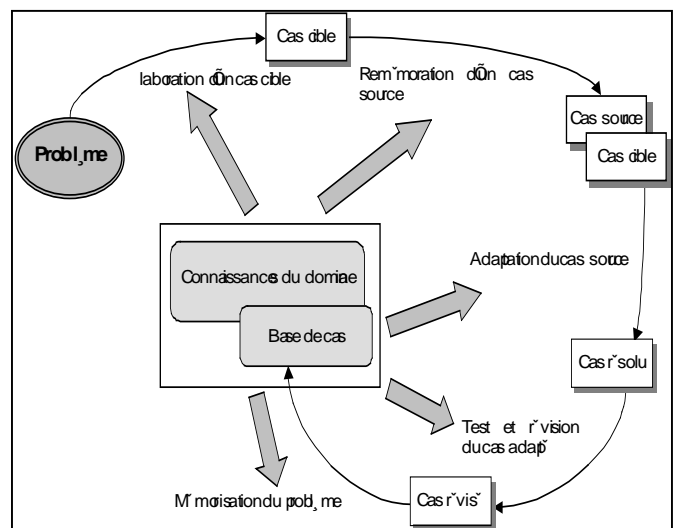 Cas cible
laboration dÕun cas cible
Remˇmoration dÕun cas
source
Cas source
Cas cible
Probl¸me
Connaissances du domaine
Base de cas
Adaptation du cas source
Cas rˇsolu
Test et rˇvision
du cas adaptˇ
Mˇmorisation du probl¸me
Cas rˇvisˇ